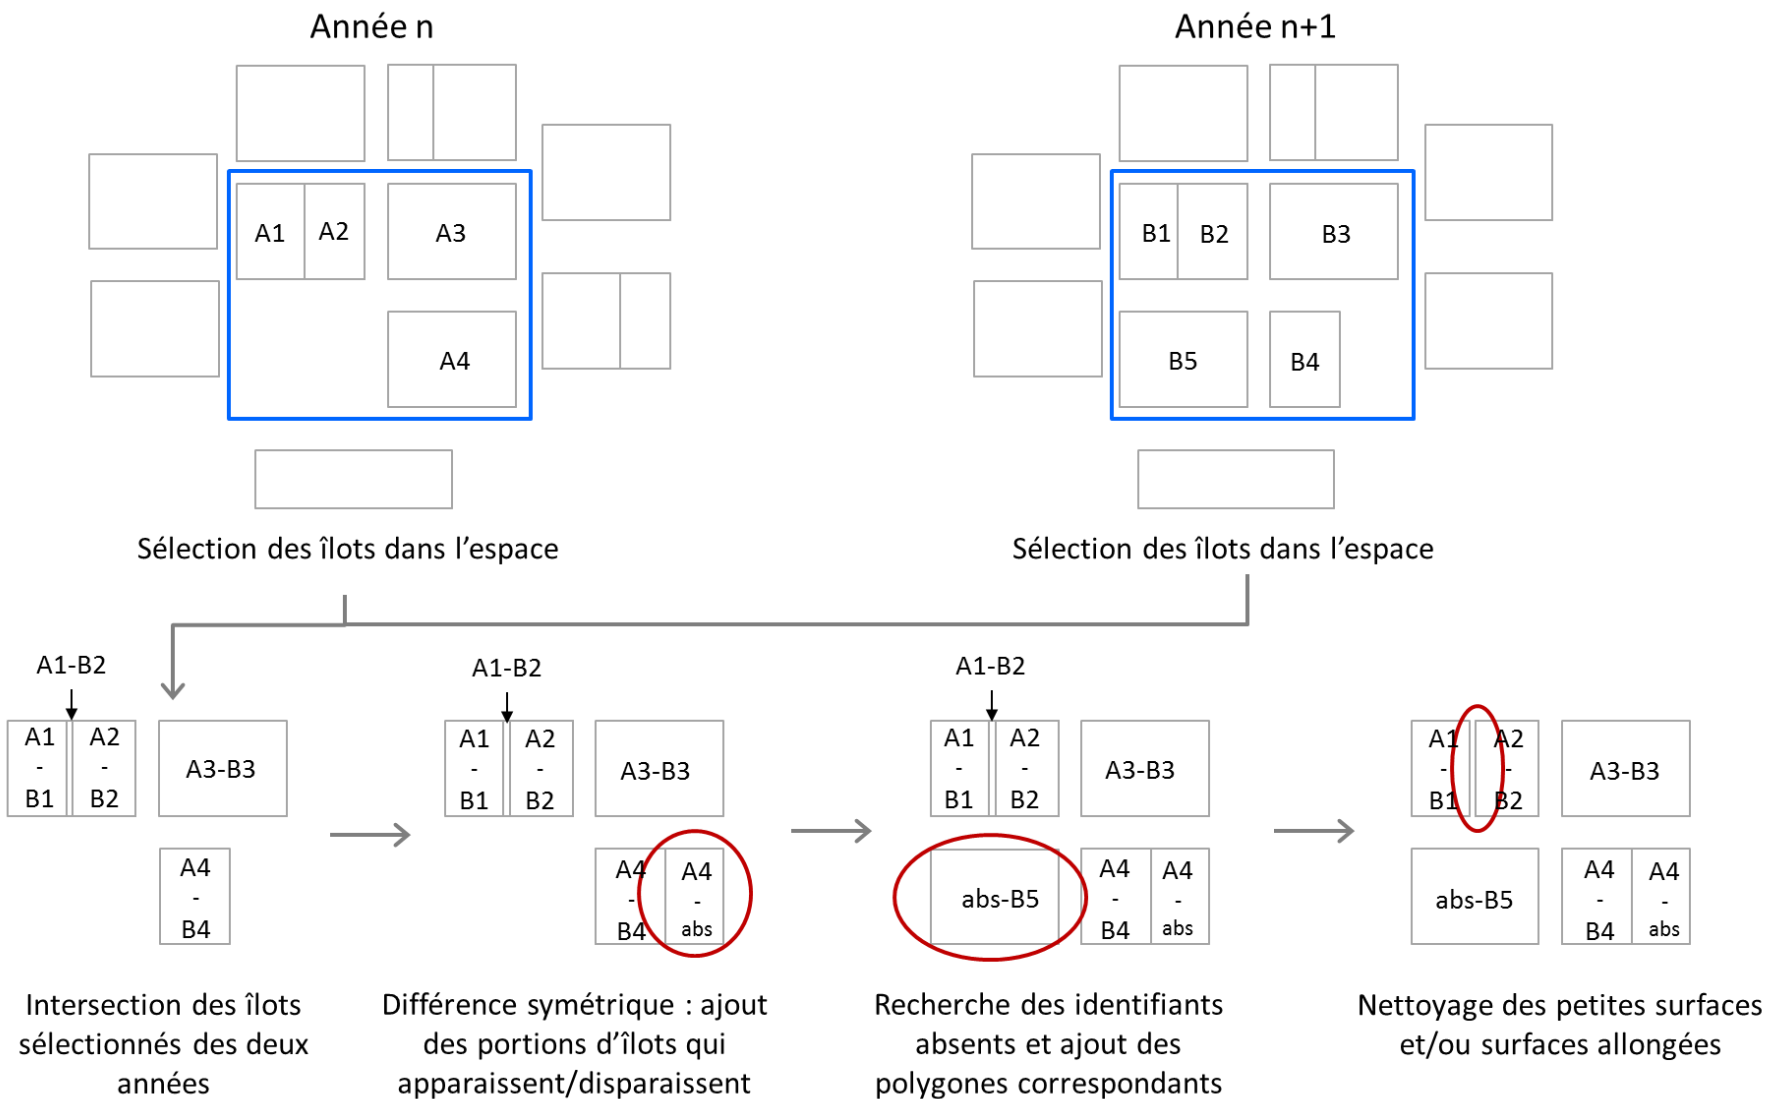 Année n
Année n+1
A1
A2
A3
A4
B1
B2
B3
B5
B4
Sélection des îlots dans l’espace
Sélection des îlots dans l’espace
A1-B2
A1
-
B1
A2
-
B2
A3-B3
A4
-
B4
Intersection des îlots
sélectionnés des deux
années
A1-B2
A1
-
B1
A2
-
B2
A3-B3
A4
-
B4
A4
-
abs
Différence symétrique : ajout
des portions d’îlots qui
apparaissent/disparaissent
A1-B2
A1
-
B1
A2
-
B2
A3-B3
abs-B5
A4
-
B4
A4
-
abs
Recherche des identifiants
absents et ajout des
polygones correspondants
A1
-
B1
A2
-
B2
A3-B3
abs-B5
A4
-
B4
A4
-
abs
Nettoyage des petites surfaces
et/ou surfaces allongées